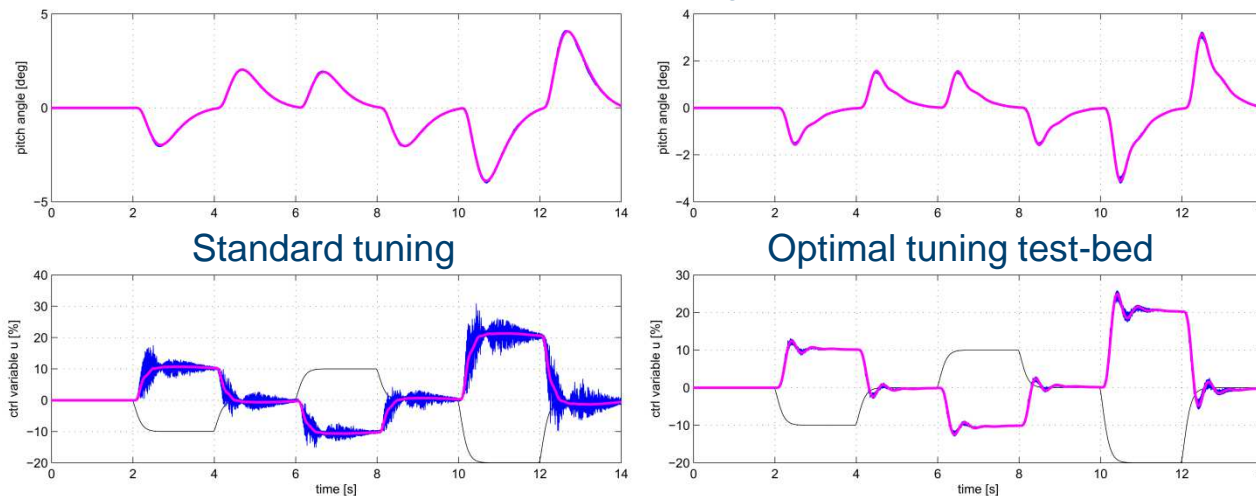 5
0
-5
pitch angle [deg]
0 2 4 6 8 10 12 14
4
2
0
-2
-4
pitch angle [deg]
0 2 4 6 8 10 12
Standard tuning
Optimal tuning test-bed
40
30
20
10
0
-10
-20
ctrl variable u [%]
0 2 4 6 8 10 12 14
time [s]
30
20
10
0
-10
-20
ctrl variable u [%]
0 2 4 6 8 10 12
time [s]